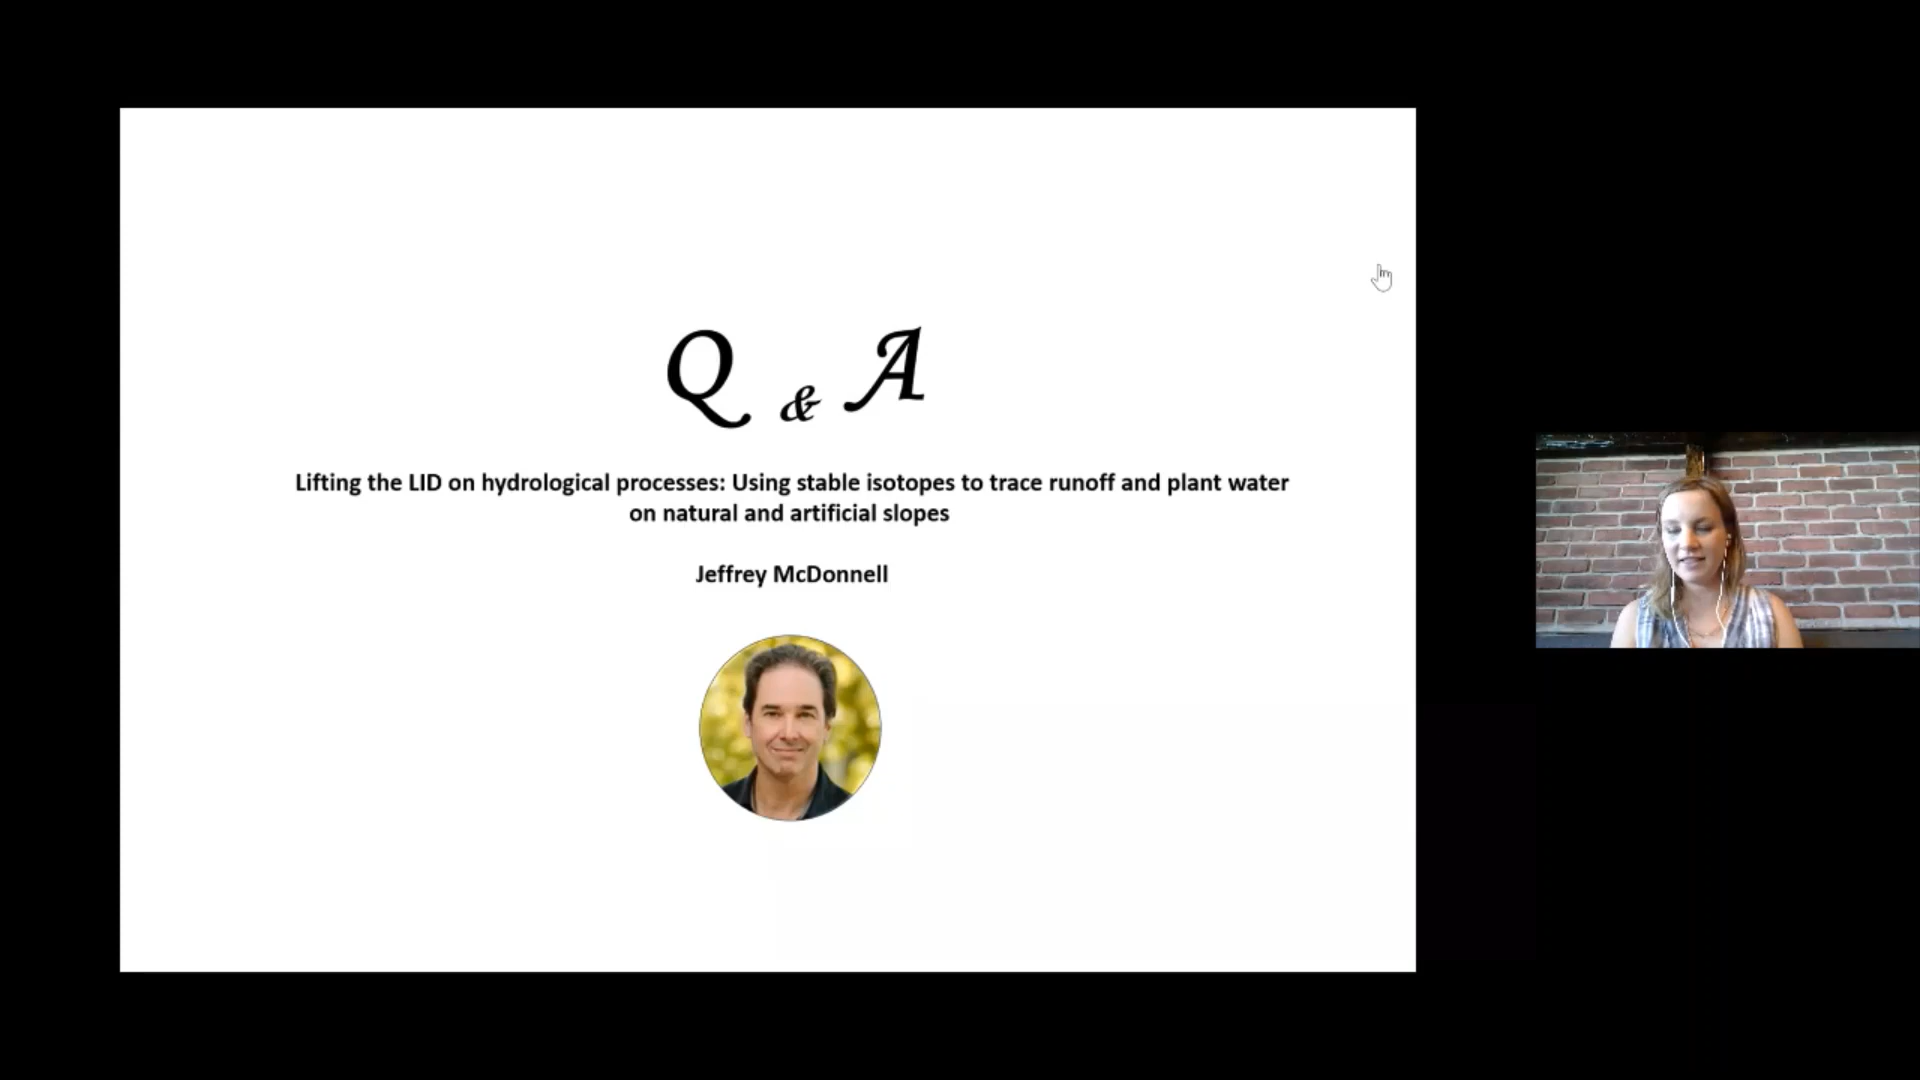 Q & A
Lifting the LID on hydrological processes: Using stable isotopes to trace runoff and plant water
on natural and artificial slopes
Jeffrey McDonnell